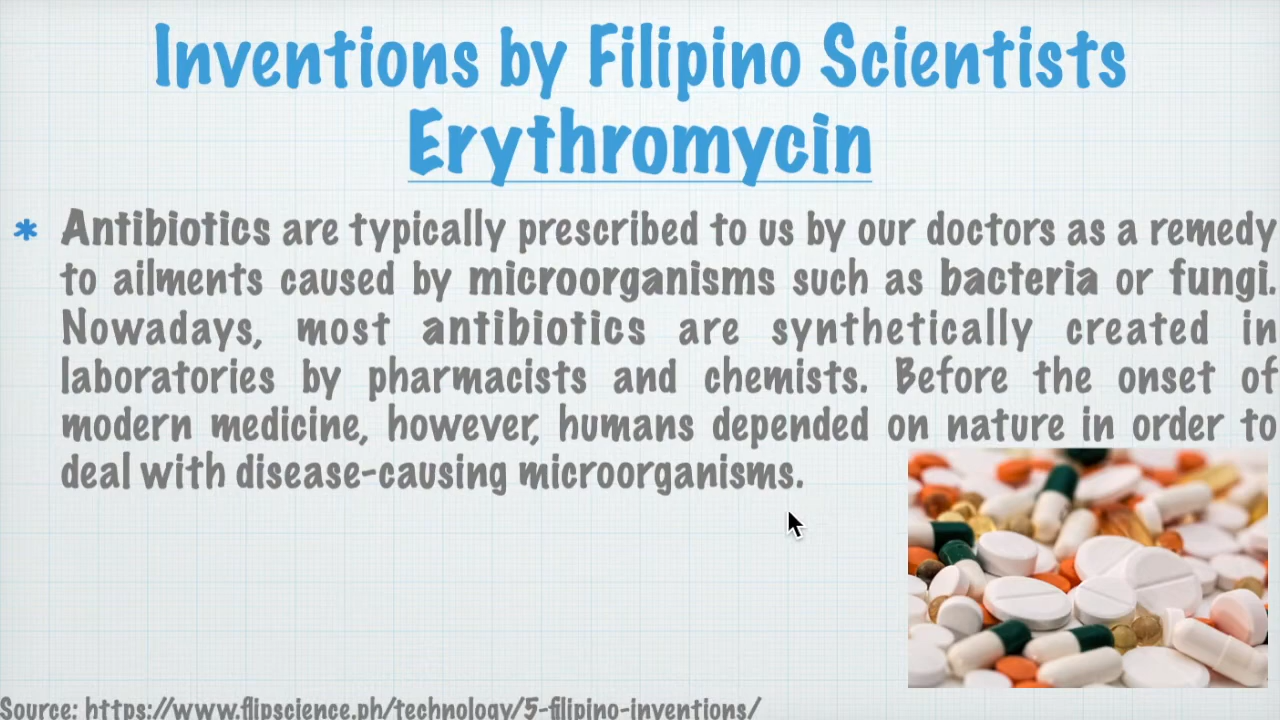 Inventions by Filipino Scientists
Erythromycin
* Antibiotics are typically prescribed to us by our doctors as a remedy
to ailments caused by microorganisms such as bacteria or fungi.
Nowadays, most antibiotics are synthetically created in
laboratories by pharmacists and chemists. Before the onset of
modern medicine, however, humans depended on nature in order to
deal with disease-causing microorganisms.
Source: https://www.flipscience.ph/technology/5-filipino-inventions/